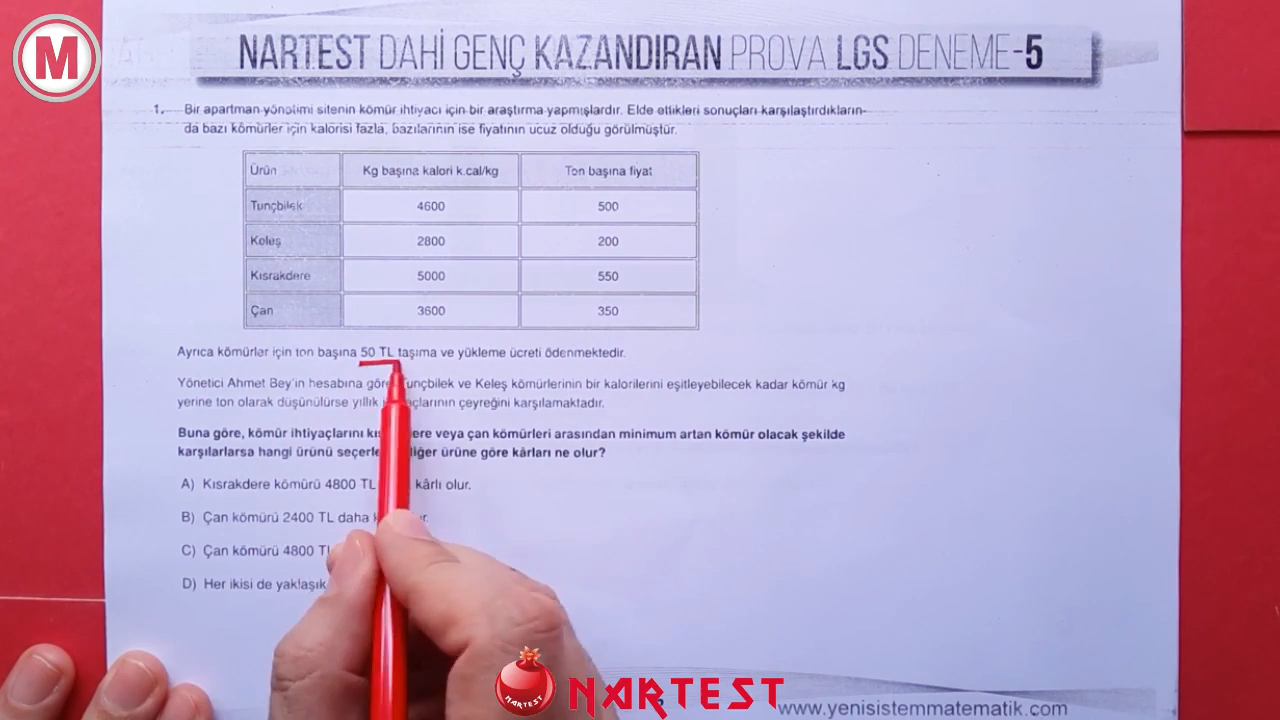 M
NARTEST DAHİ GENÇ KAZANDIRAN PROVA LGS DENEME-5
1. Bir apartman yönetimi sitenin kömür ihtiyacı için bir araştırma yapmışlardır. Elde ettikleri sonuçları karşılaştırdıkların-
da bazı kömürler için kalorisi fazla, bazılarının ise fiyatının ucuz olduğu görülmüştür.
Ürün Kg başına kalori k.cal/kg Ton başına fiyat
Tunçbilek 4600 500
Keleş 2800 200
Kısrakdere 5000 550
Çan 3600 350
Ayrıca kömürler için ton başına 50 TL taşıma ve yükleme ücreti ödenmektedir.
Yönetici Ahmet Bey'in hesabına göre Tunçbilek ve Keleş kömürlerinin bir kalorilerini eşitleyebilecek kadar kömür kg
yerine ton olarak düşünülürse yıllık karşılamaktadır. çeyreğini
Buna göre, kömür ihtiyaçlarını veya çan kömürleri arasından minimum artan kömür olacak şekilde
karşılarlarsa hangi ürünü diğer ürüne göre kârları ne olur?
A) Kısrakdere kömürü 4800 TL kârlı olur.
B) Çan kömürü 2400 TL daha
C) Çan kömürü 4800
D) Her ikisi de
NARTEST
NARTEST
www.yenisistemmatematik.com